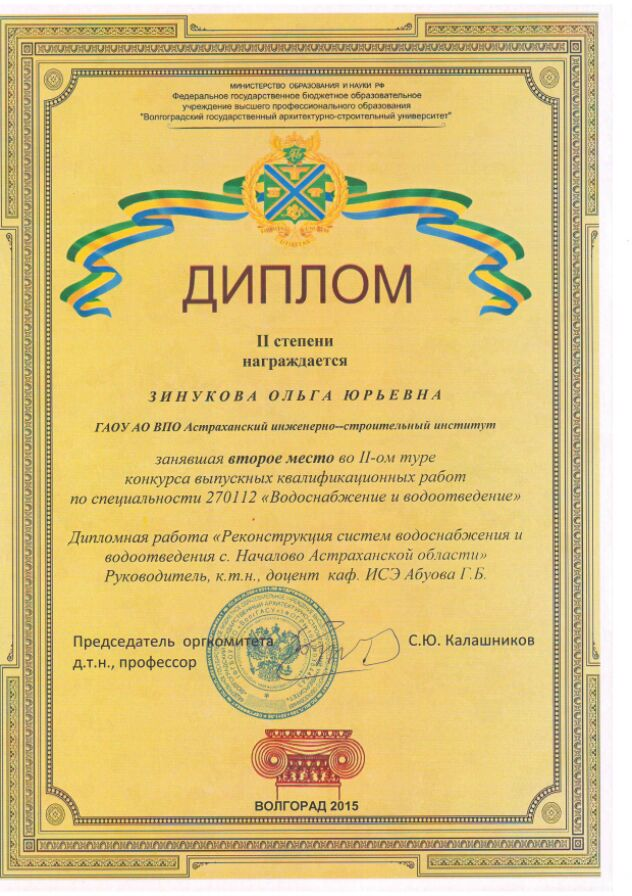 МИНИСТЕРСТВО ОБРАЗОВАНИЯ И НАУКИ РФ
Федеральное государственное бюджетное образовательное
учреждение высшего профессионального образования
"Волгоградский государственный архитектурно-строительный университет"
ДИПЛОМ
II степени
награждается
ЗИНУКОВА ОЛЬГА ЮРЬЕВНА
ГАОУ АО ВПО Астраханский инженерно--строительный институт
занявшая второе место во II-ом туре
конкурса выпускных квалификационных работ
по специальности 270112 «Водоснабжение и водоотведение»
Дипломная работа «Реконструкция систем водоснабжения и
водоотведения с. Началово Астраханской области»
Руководитель, к.т.н., доцент каф. ИСЭ Абуова Г.Б.
Председатель оргкомитета С.Ю. Калашников
д.т.н., профессор
ВОЛГОГРАД 2015